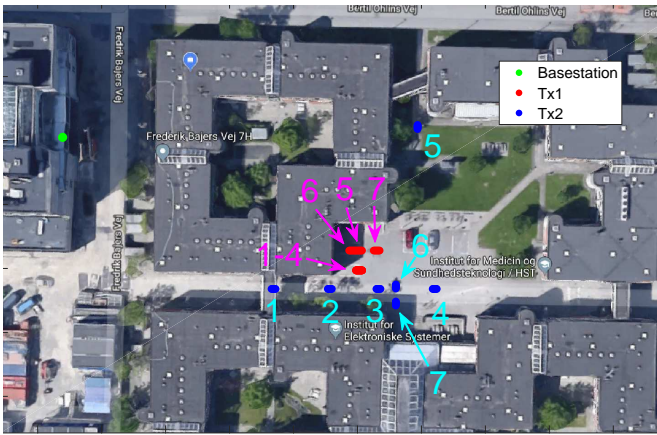 Bertil Ohlins Vej
Bertil Ohlins Vej
Be
Fredrik Bajers Vej
Basestation
Tx1
Tx2
Frederik Bajers Vej 7H
5
6
5
7
1-4
6
Institut for Medicin og
Sundhedsteknologi / HST
Fredrik Bajers Vej
1
2
3
4
Institut for
Elektroniske Systemer
7